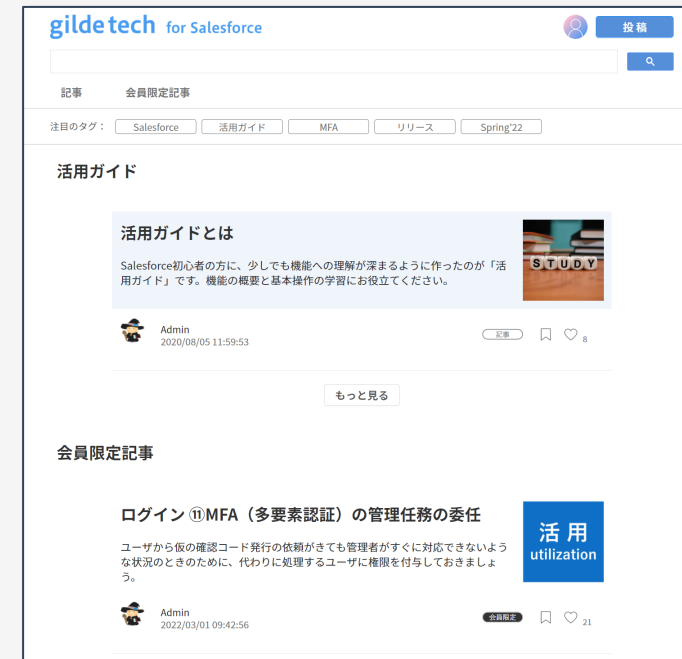 gildetech for Salesforce
投稿
記事 会員限定記事
注目のタグ： Salesforce 活用ガイド MFA リリース Spring'22
活用ガイド
活用ガイドとは
Salesforce初心者の方に、少しでも機能への理解が深まるように作ったのが「活
用ガイド」です。機能の概要と基本操作の学習にお役立てください。
STUDY
Admin
2020/08/05 11:59:53
記事
8
もっと見る
会員限定記事
ログイン ⑪MFA（多要素認証）の管理任務の委任
ユーザから仮の確認コード発行の依頼がきても管理者がすぐに対応できないよう
な状況のときのために、代わりに処理するユーザに権限を付与しておきましょ
う。
活用
utilization
Admin
2022/03/01 09:42:56
会員限定
21